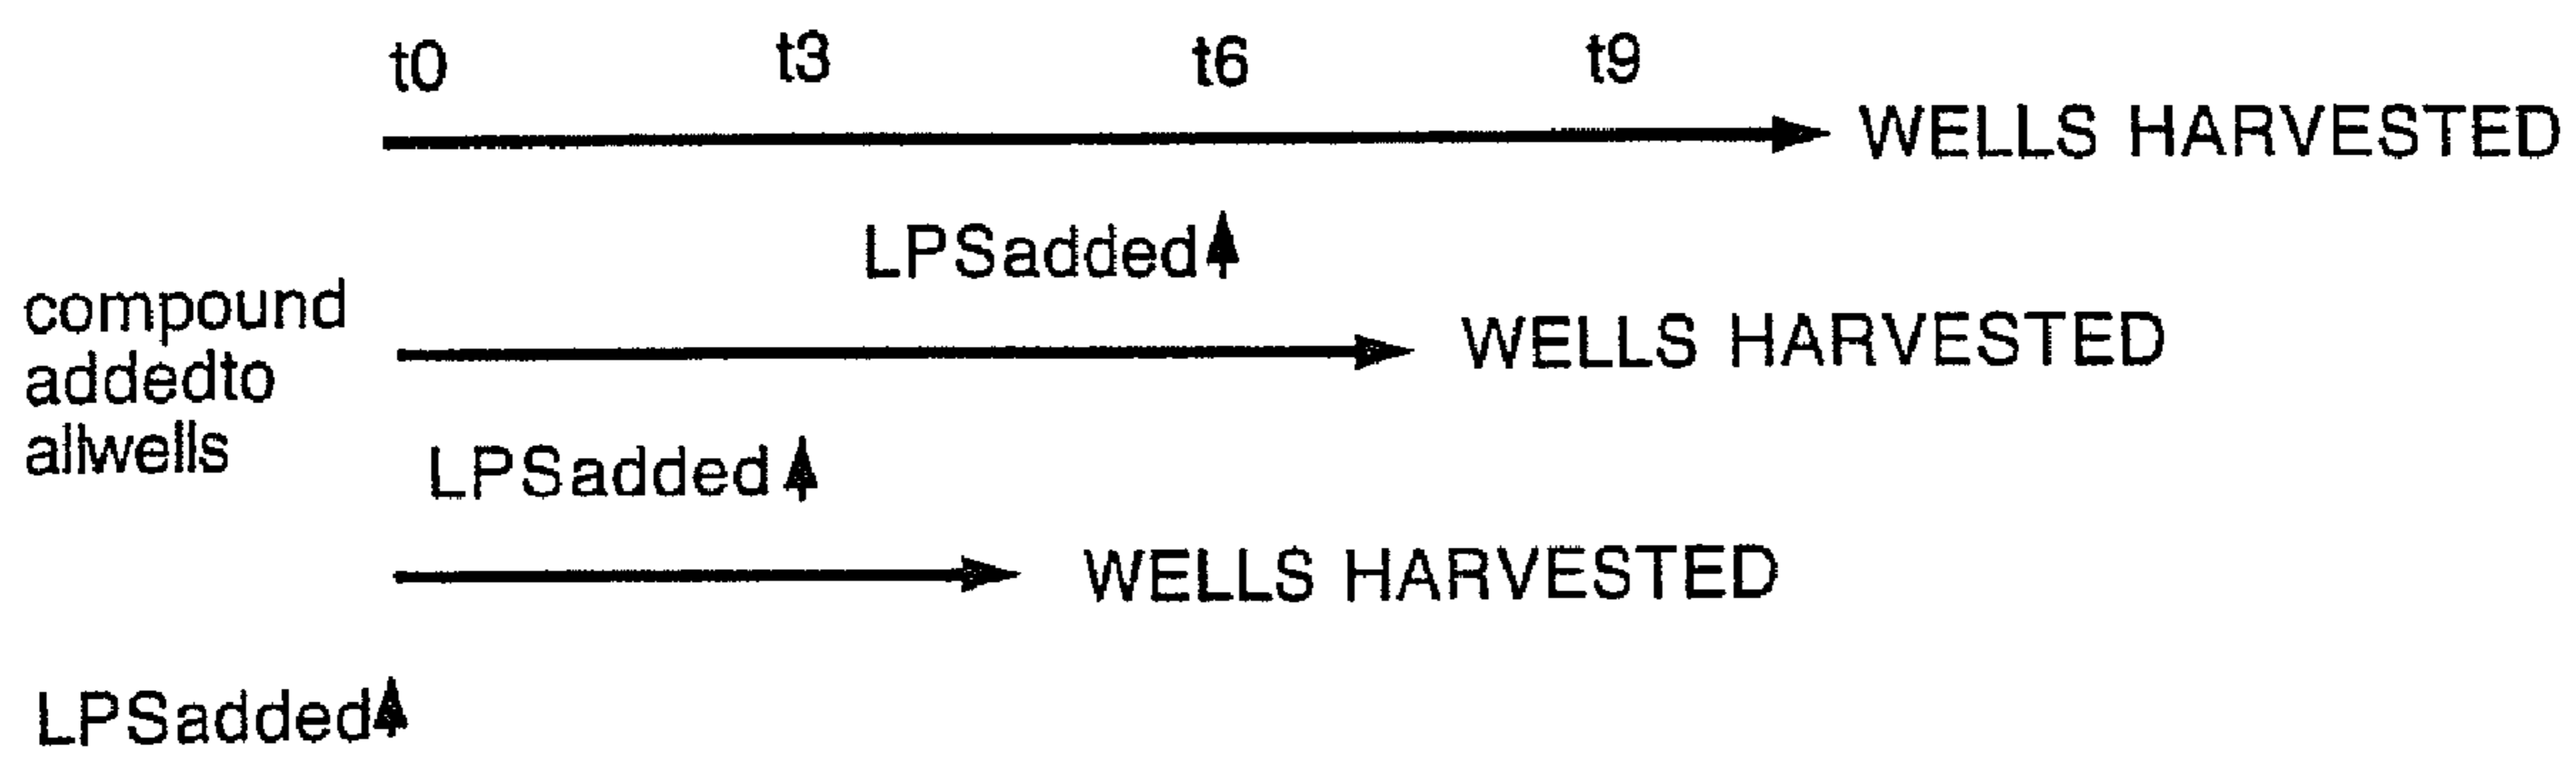 t0 t3 t6 t9
WELLS HARVESTED
LPSadded
compound
addedto
allwells
WELLS HARVESTED
LPSadded
WELLS HARVESTED
LPSadded